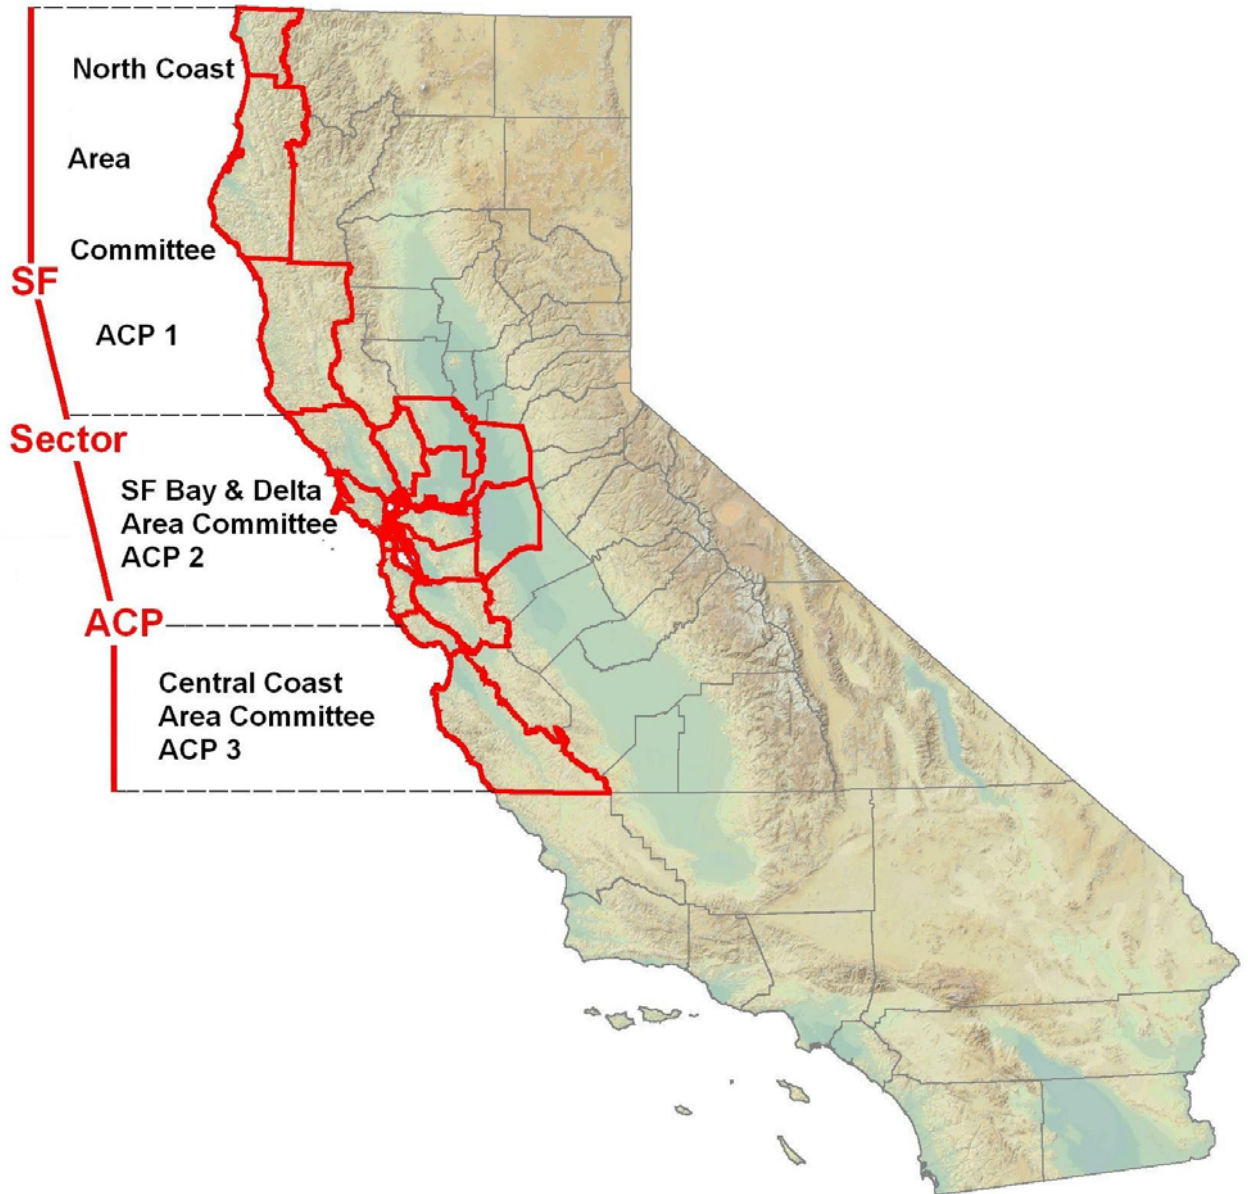 North Coast
Area
Committee
SF
ACP 1
Sector
SF Bay & Delta
Area Committee
ACP 2
ACP
Central Coast
Area Committee
ACP 3